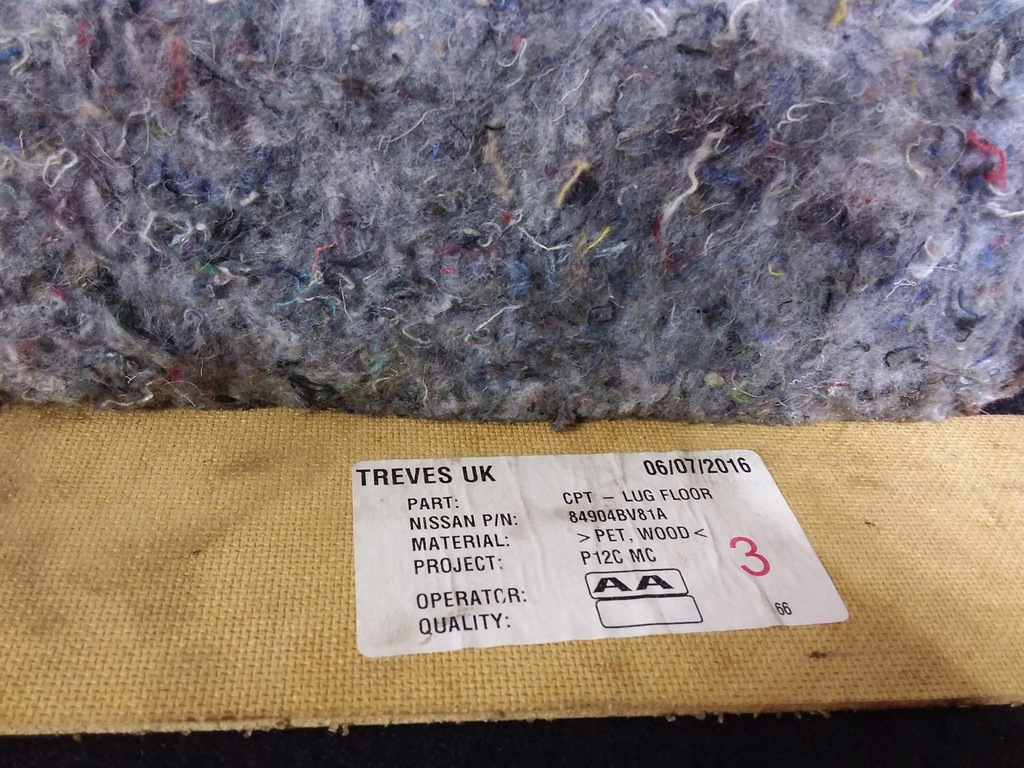 TREVES UK 06/07/2016
PART: CPT - LUG FLOOR
NISSAN P/N: 84904BV81A
MATERIAL: > PET, WOOD <
PROJECT: P12C MC
3
OPERATOR: AA
QUALITY:
66